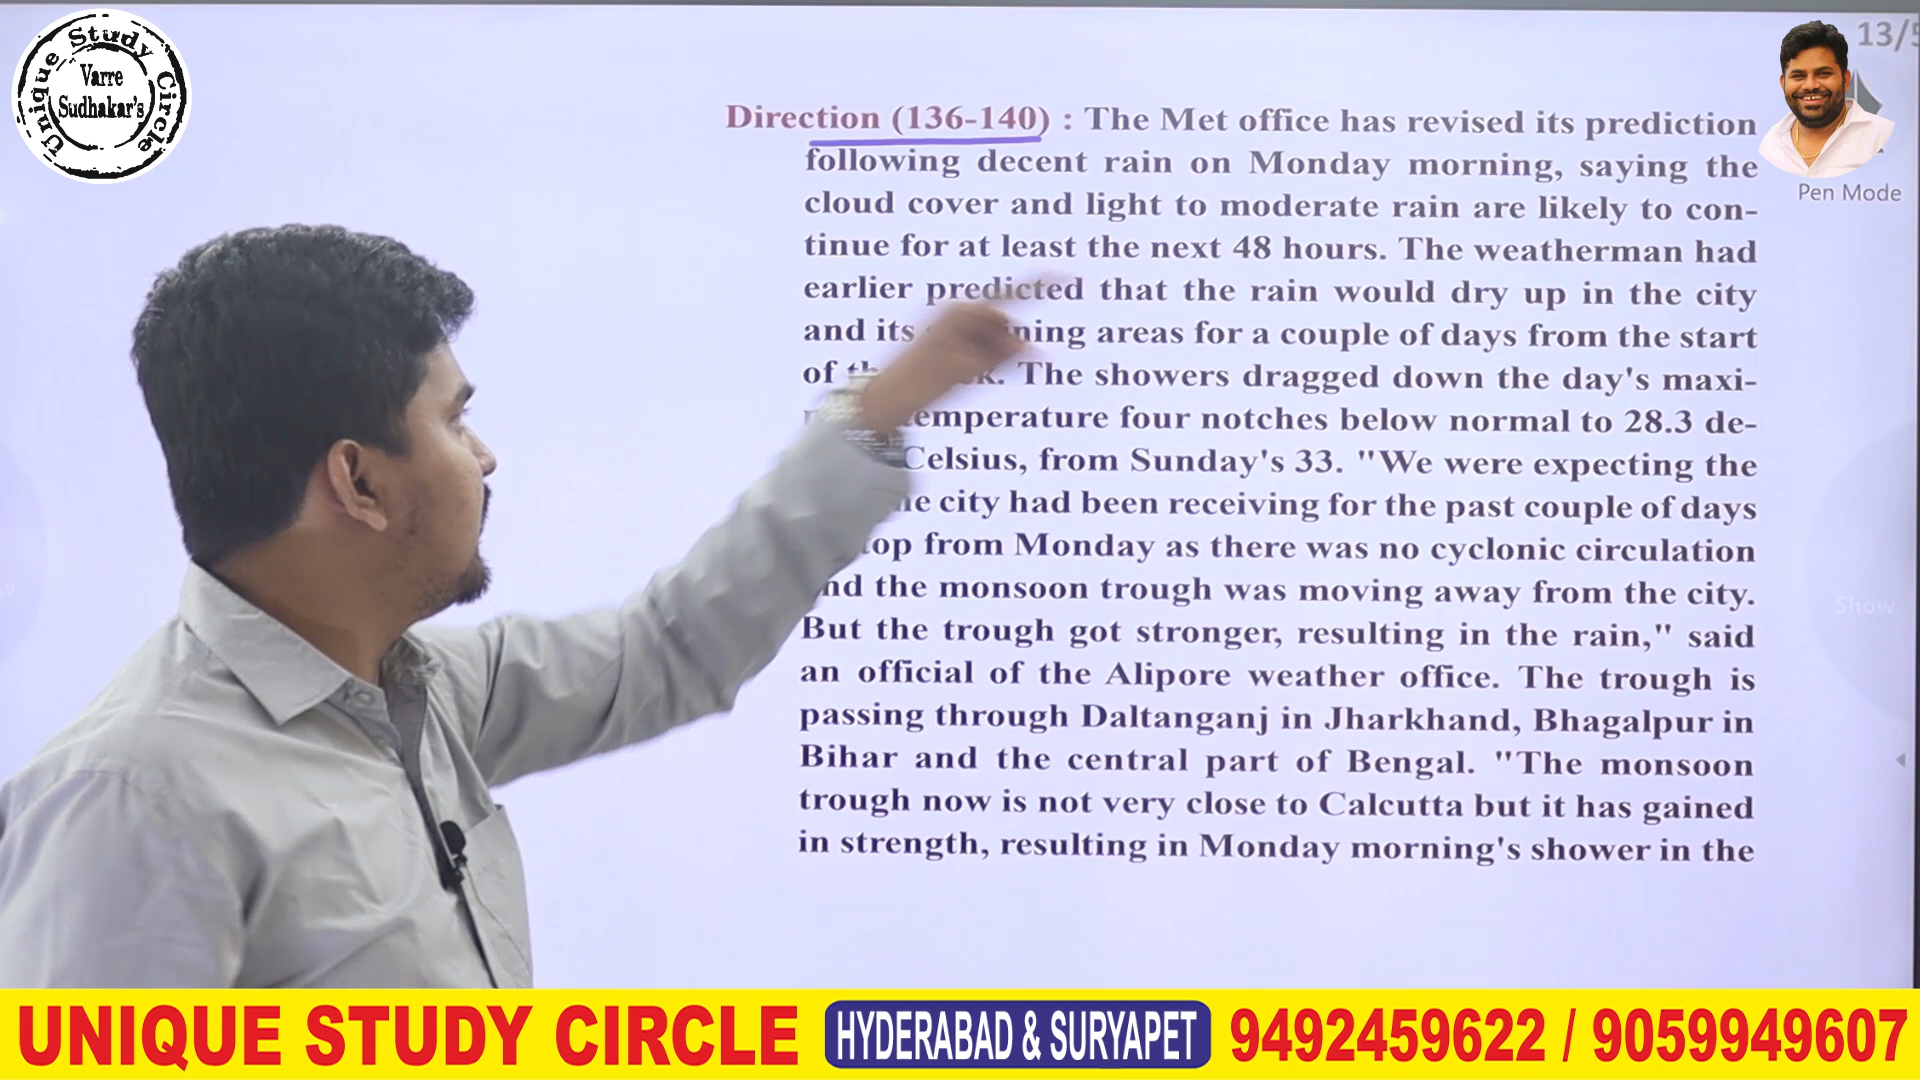 Unique Study Circle
Varre
Sudhakar's
13/5
Pen Mode
Direction (136-140) : The Met office has revised its prediction
following decent rain on Monday morning, saying the
cloud cover and light to moderate rain are likely to con-
tinue for at least the next 48 hours. The weatherman had
earlier predicted that the rain would dry up in the city
and its areas for a couple of days from the start
of The showers dragged down the day's maxi-
temperature four notches below normal to 28.3 de-
Celsius, from Sunday's 33. "We were expecting the
city had been receiving for the past couple of days
from Monday as there was no cyclonic circulation
and the monsoon trough was moving away from the city.
But the trough got stronger, resulting in the rain," said
an official of the Alipore weather office. The trough is
passing through Daltanganj in Jharkhand, Bhagalpur in
Bihar and the central part of Bengal. "The monsoon
trough now is not very close to Calcutta but it has gained
in strength, resulting in Monday morning's shower in the
Show
UNIQUE STUDY CIRCLE HYDERABAD & SURYAPET 9492459622 / 9059949607